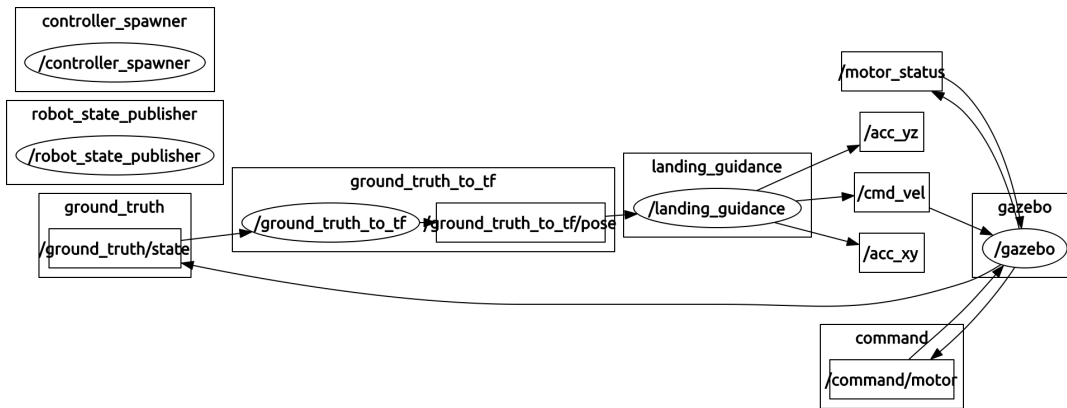 controller_spawner
/controller_spawner
robot_state_publisher
/robot_state_publisher
ground_truth
/ground_truth/state
ground_truth_to_tf
/ground_truth_to_tf
/ground_truth_to_tf/pose
landing_guidance
/landing_guidance
/motor_status
/acc_yz
/cmd_vel
/acc_xy
gazebo
/gazebo
command
/command/motor